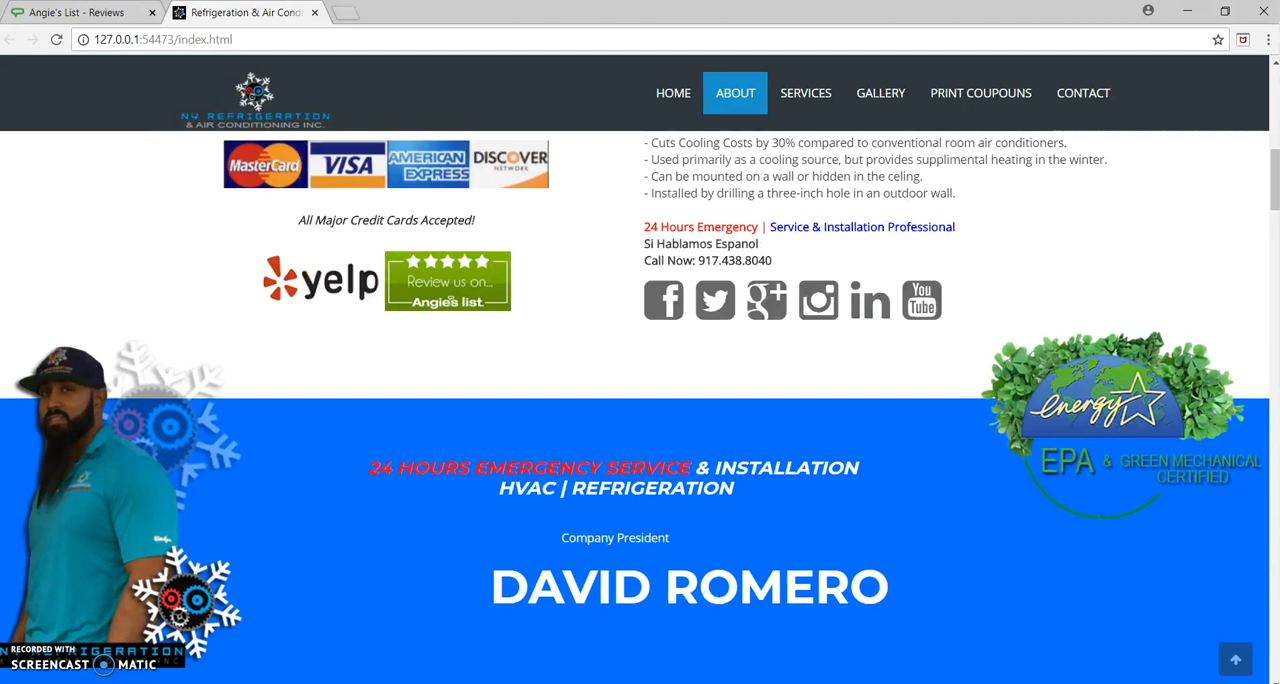 Angie's List - Reviews
Refrigeration & Air Condi
127.0.0.1:54473/index.html
NY REFRIGERATION
& AIR CONDITIONING INC.
HOME
ABOUT
SERVICES
GALLERY
PRINT COUPOUNS
CONTACT
MasterCard
VISA
AMERICAN EXPRESS
DISCOVER
NETWORK
All Major Credit Cards Accepted!
yelp
Review us on...
Angie's list
- Cuts Cooling Costs by 30% compared to conventional room air conditioners.
- Used primarily as a cooling source, but provides supplimental heating in the winter.
- Can be mounted on a wall or hidden in the celing.
- Installed by drilling a three-inch hole in an outdoor wall.
24 Hours Emergency | Service & Installation Professional
Si Hablamos Espanol
Call Now: 917.438.8040
You
Tube
energy
EPA & GREEN MECHANICAL
CERTIFIED
24 HOURS EMERGENCY SERVICE & INSTALLATION
HVAC | REFRIGERATION
Company President
DAVID ROMERO
RECORDED WITH
SCREENCAST MATIC